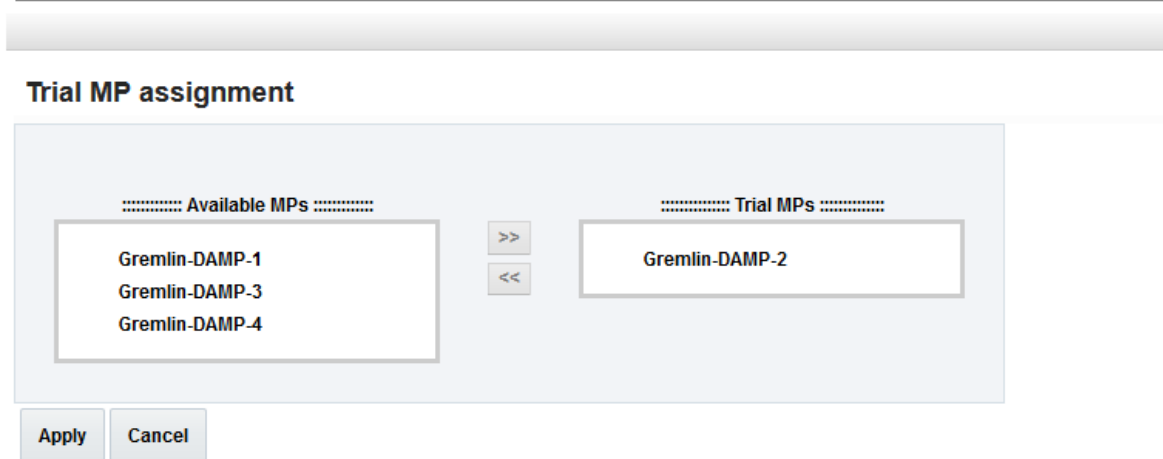 Trial MP assignment
:::::::::::: Available MPs ::::::::::::
Gremlin-DAMP-1
Gremlin-DAMP-3
Gremlin-DAMP-4
>>
<<
:::::::::::::: Trial MPs :::::::::::::
Gremlin-DAMP-2
Apply Cancel